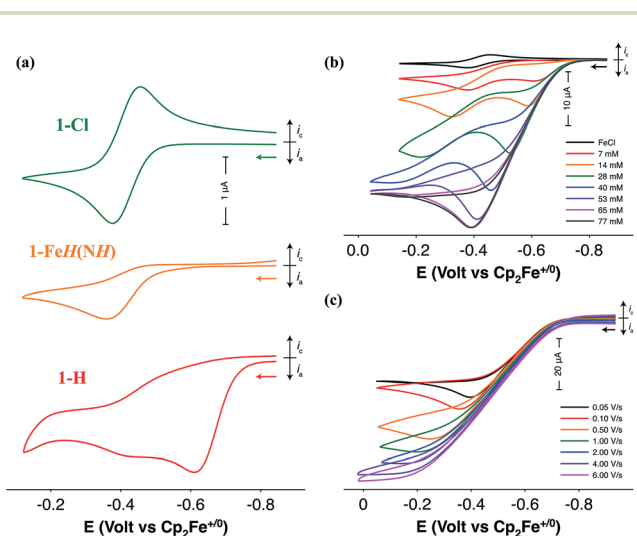 (a)
1-Cl
i_c
i_a
1 µA
1-FeH(NH)
i_c
i_a
1-H
i_c
i_a
-0.2 -0.4 -0.6 -0.8
E (Volt vs Cp₂Fe⁺/⁰)
(b)
i_c
i_a
10 µA
FeCl
7 mM
14 mM
28 mM
40 mM
53 mM
65 mM
77 mM
0.0 -0.2 -0.4 -0.6 -0.8
E (Volt vs Cp₂Fe⁺/⁰)
(c)
i_c
i_a
20 µA
0.05 V/s
0.10 V/s
0.50 V/s
1.00 V/s
2.00 V/s
4.00 V/s
6.00 V/s
0 -0.2 -0.4 -0.6 -0.8
E (Volt vs Cp₂Fe⁺/⁰)